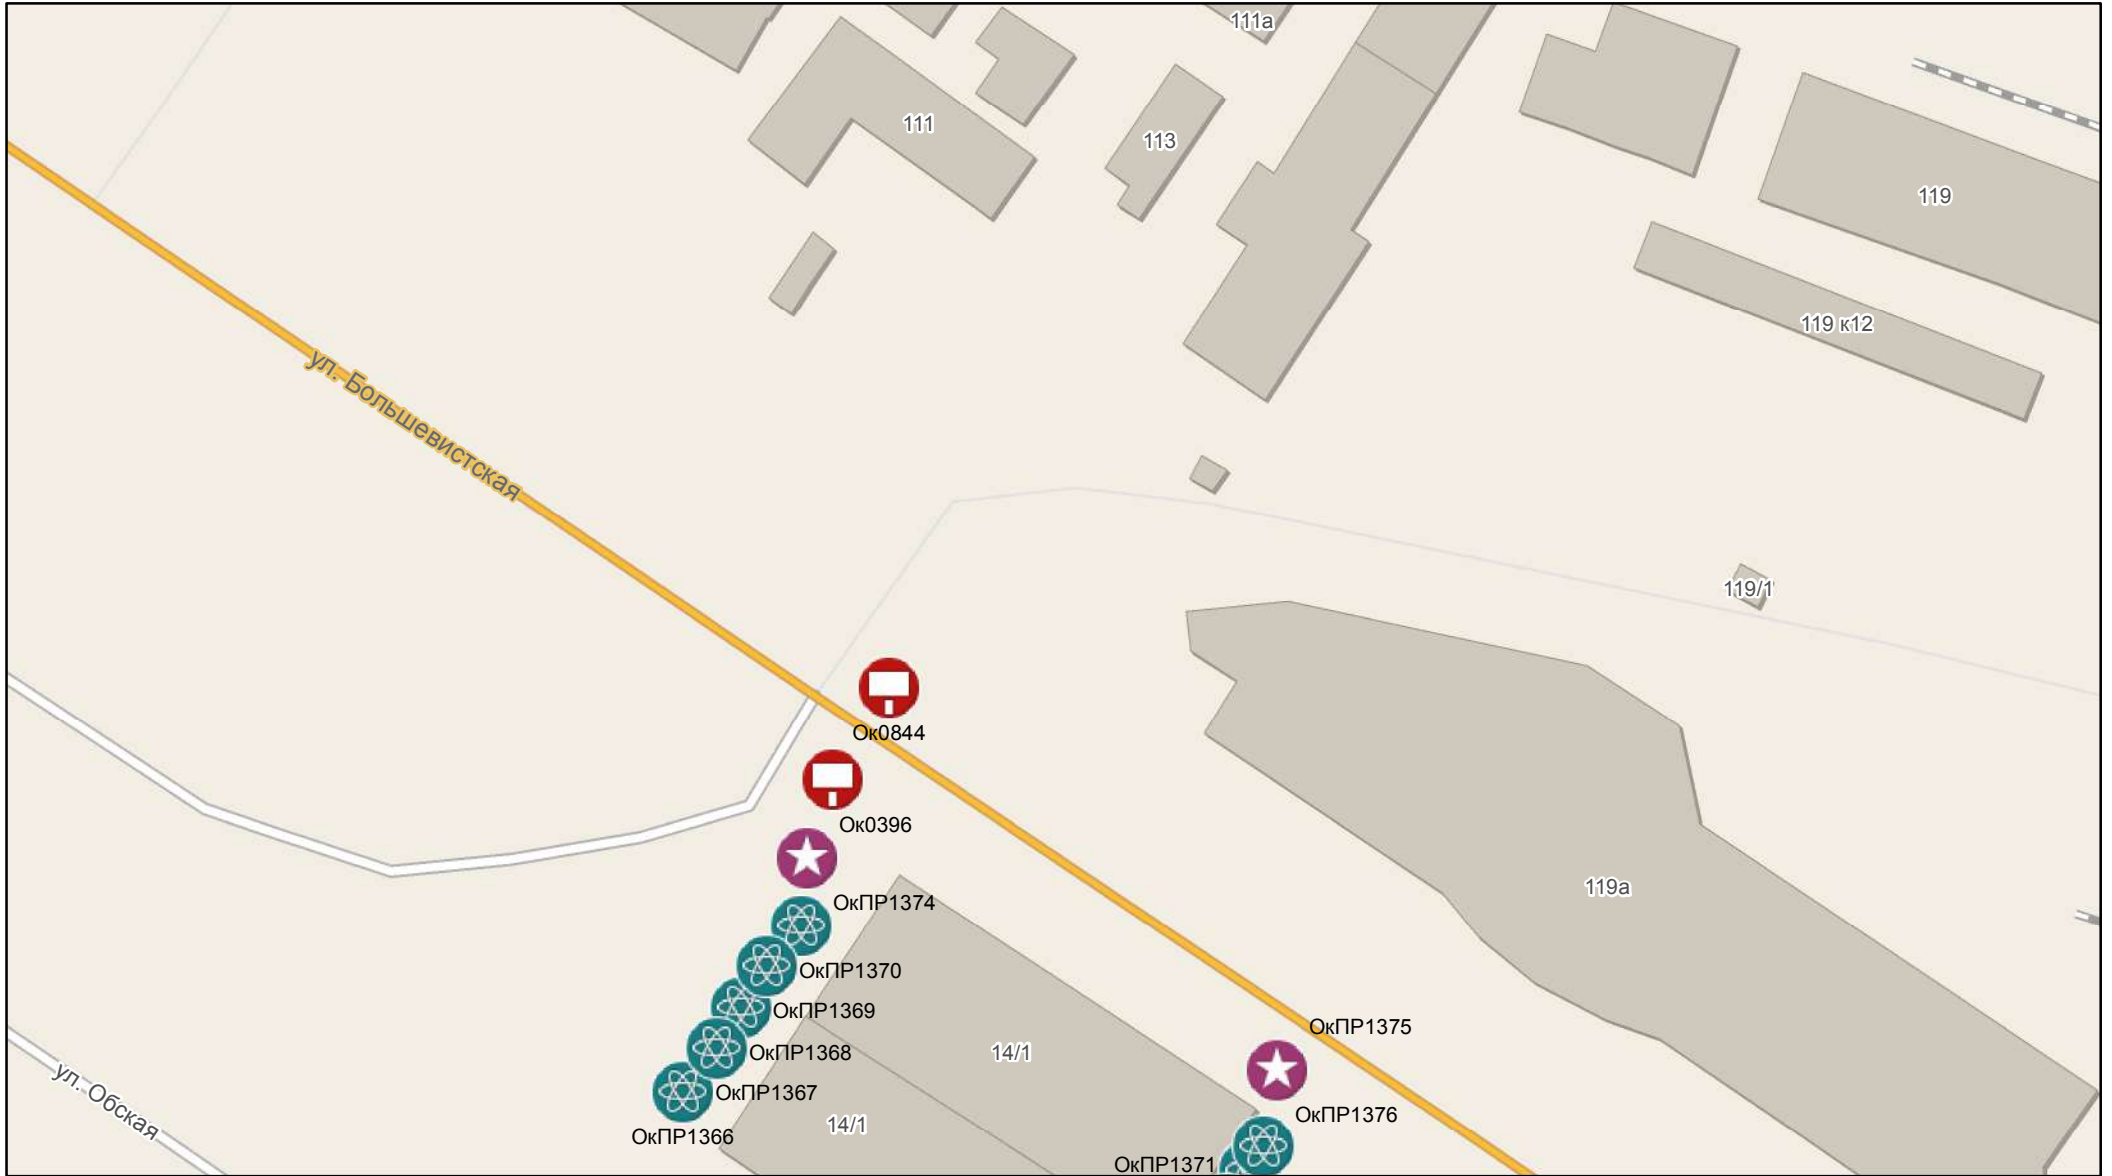 111а
111
113
119
119 к12
ул. Большевистская
119/1
Ок0844
Ок0396
119а
ОкПР1374
ОкПР1370
ОкПР1369
ОкПР1375
14/1
ОкПР1368
ул. Обская
ОкПР1367
ОкПР1376
14/1
ОкПР1366
ОкПР1371